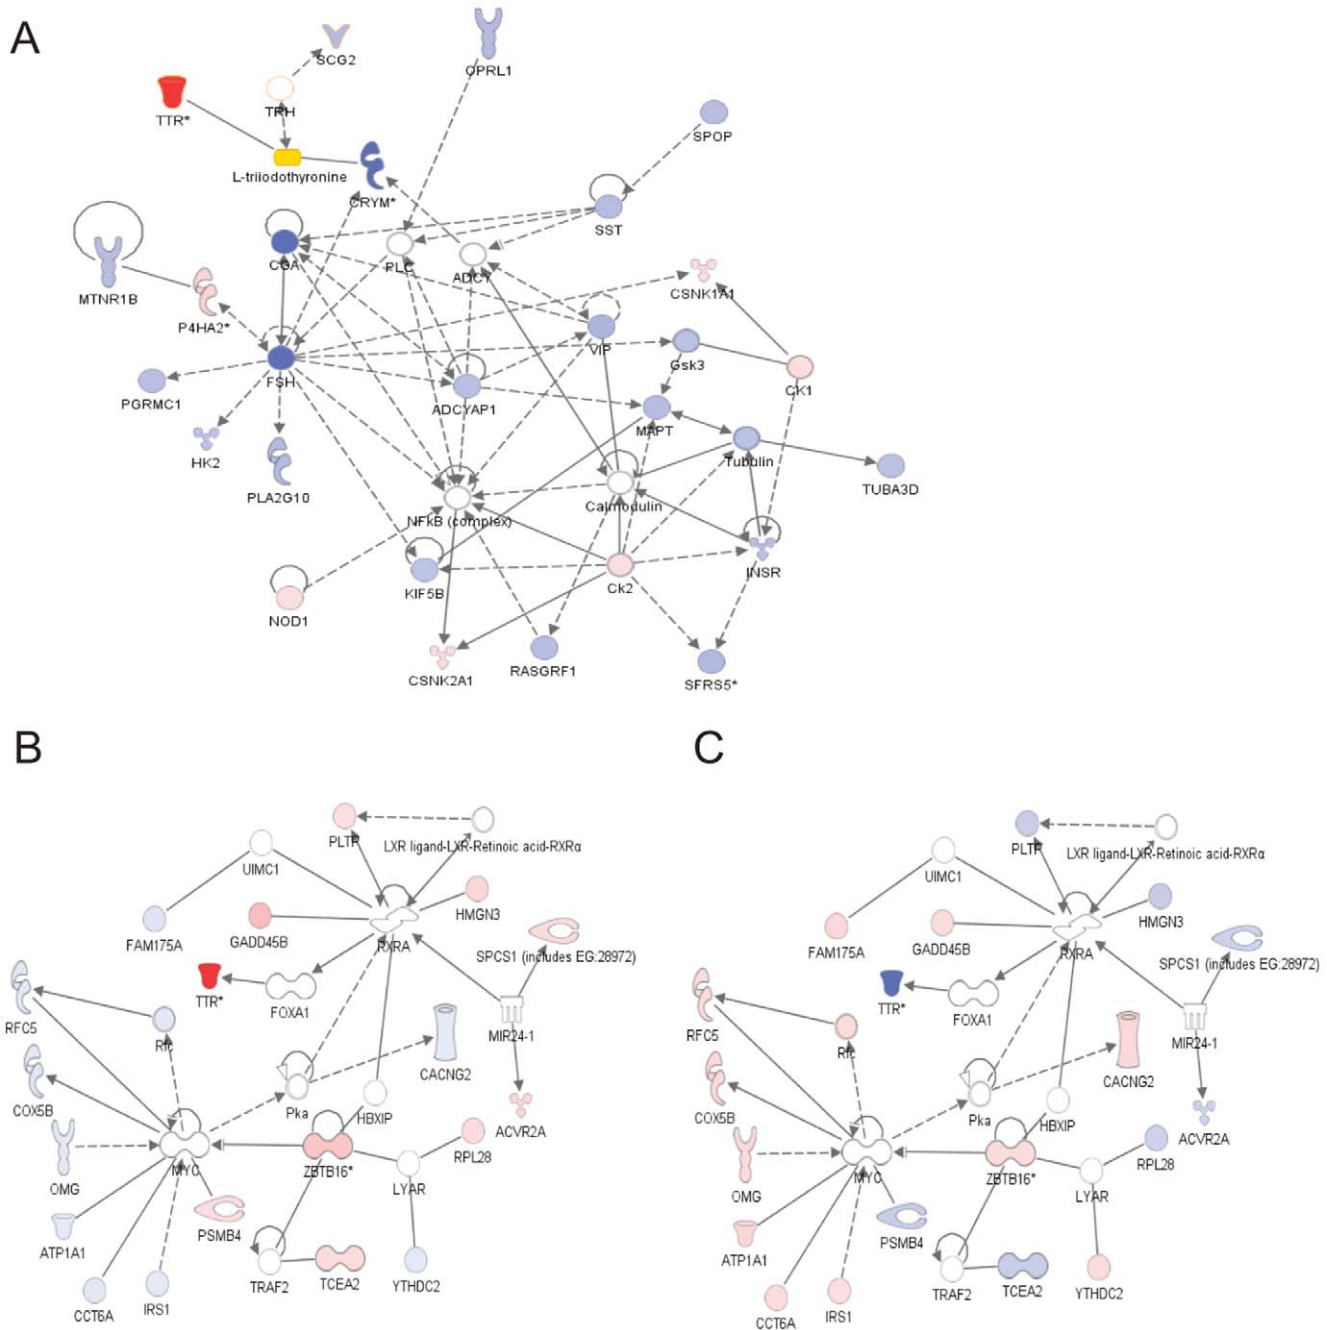 A
SCG2
OPRL1
TRH
TTR*
SPOP
L-triiodothyronine
CRYM*
SST
CGA
PLC
ADCY
MTNR1B
CSNK1A1
P4HA2*
VIP
Gsk3
FSH
CK1
PGRMC1
ADCYAP1
MAPT
HK2
Tubulin
PLA2G10
TUBA3D
Calmodulin
NFkB (complex)
INSR
Ck2
KIF5B
NOD1
CSNK2A1
RASGRF1
SFRS5*
B
PLTP
LXR ligand-LXR-Retinoic acid-RXRα
UIMC1
HMGN3
FAM175A
GADD45B
RXRA
SPCS1 (includes EG:28972)
TTR*
FOXA1
RFC5
Rfc
MIR24-1
CACNG2
COX5B
Pka
HBXIP
ACVR2A
MYC
ZBTB16*
RPL28
OMG
LYAR
PSMB4
ATP1A1
TRAF2
TCEA2
YTHDC2
CCT6A
IRS1
C
PLTP
LXR ligand-LXR-Retinoic acid-RXRα
UIMC1
HMGN3
FAM175A
GADD45B
RXRA
SPCS1 (includes EG:28972)
TTR*
FOXA1
RFC5
Rfc
MIR24-1
CACNG2
COX5B
Pka
HBXIP
ACVR2A
MYC
ZBTB16*
RPL28
OMG
LYAR
PSMB4
ATP1A1
TRAF2
TCEA2
YTHDC2
CCT6A
IRS1